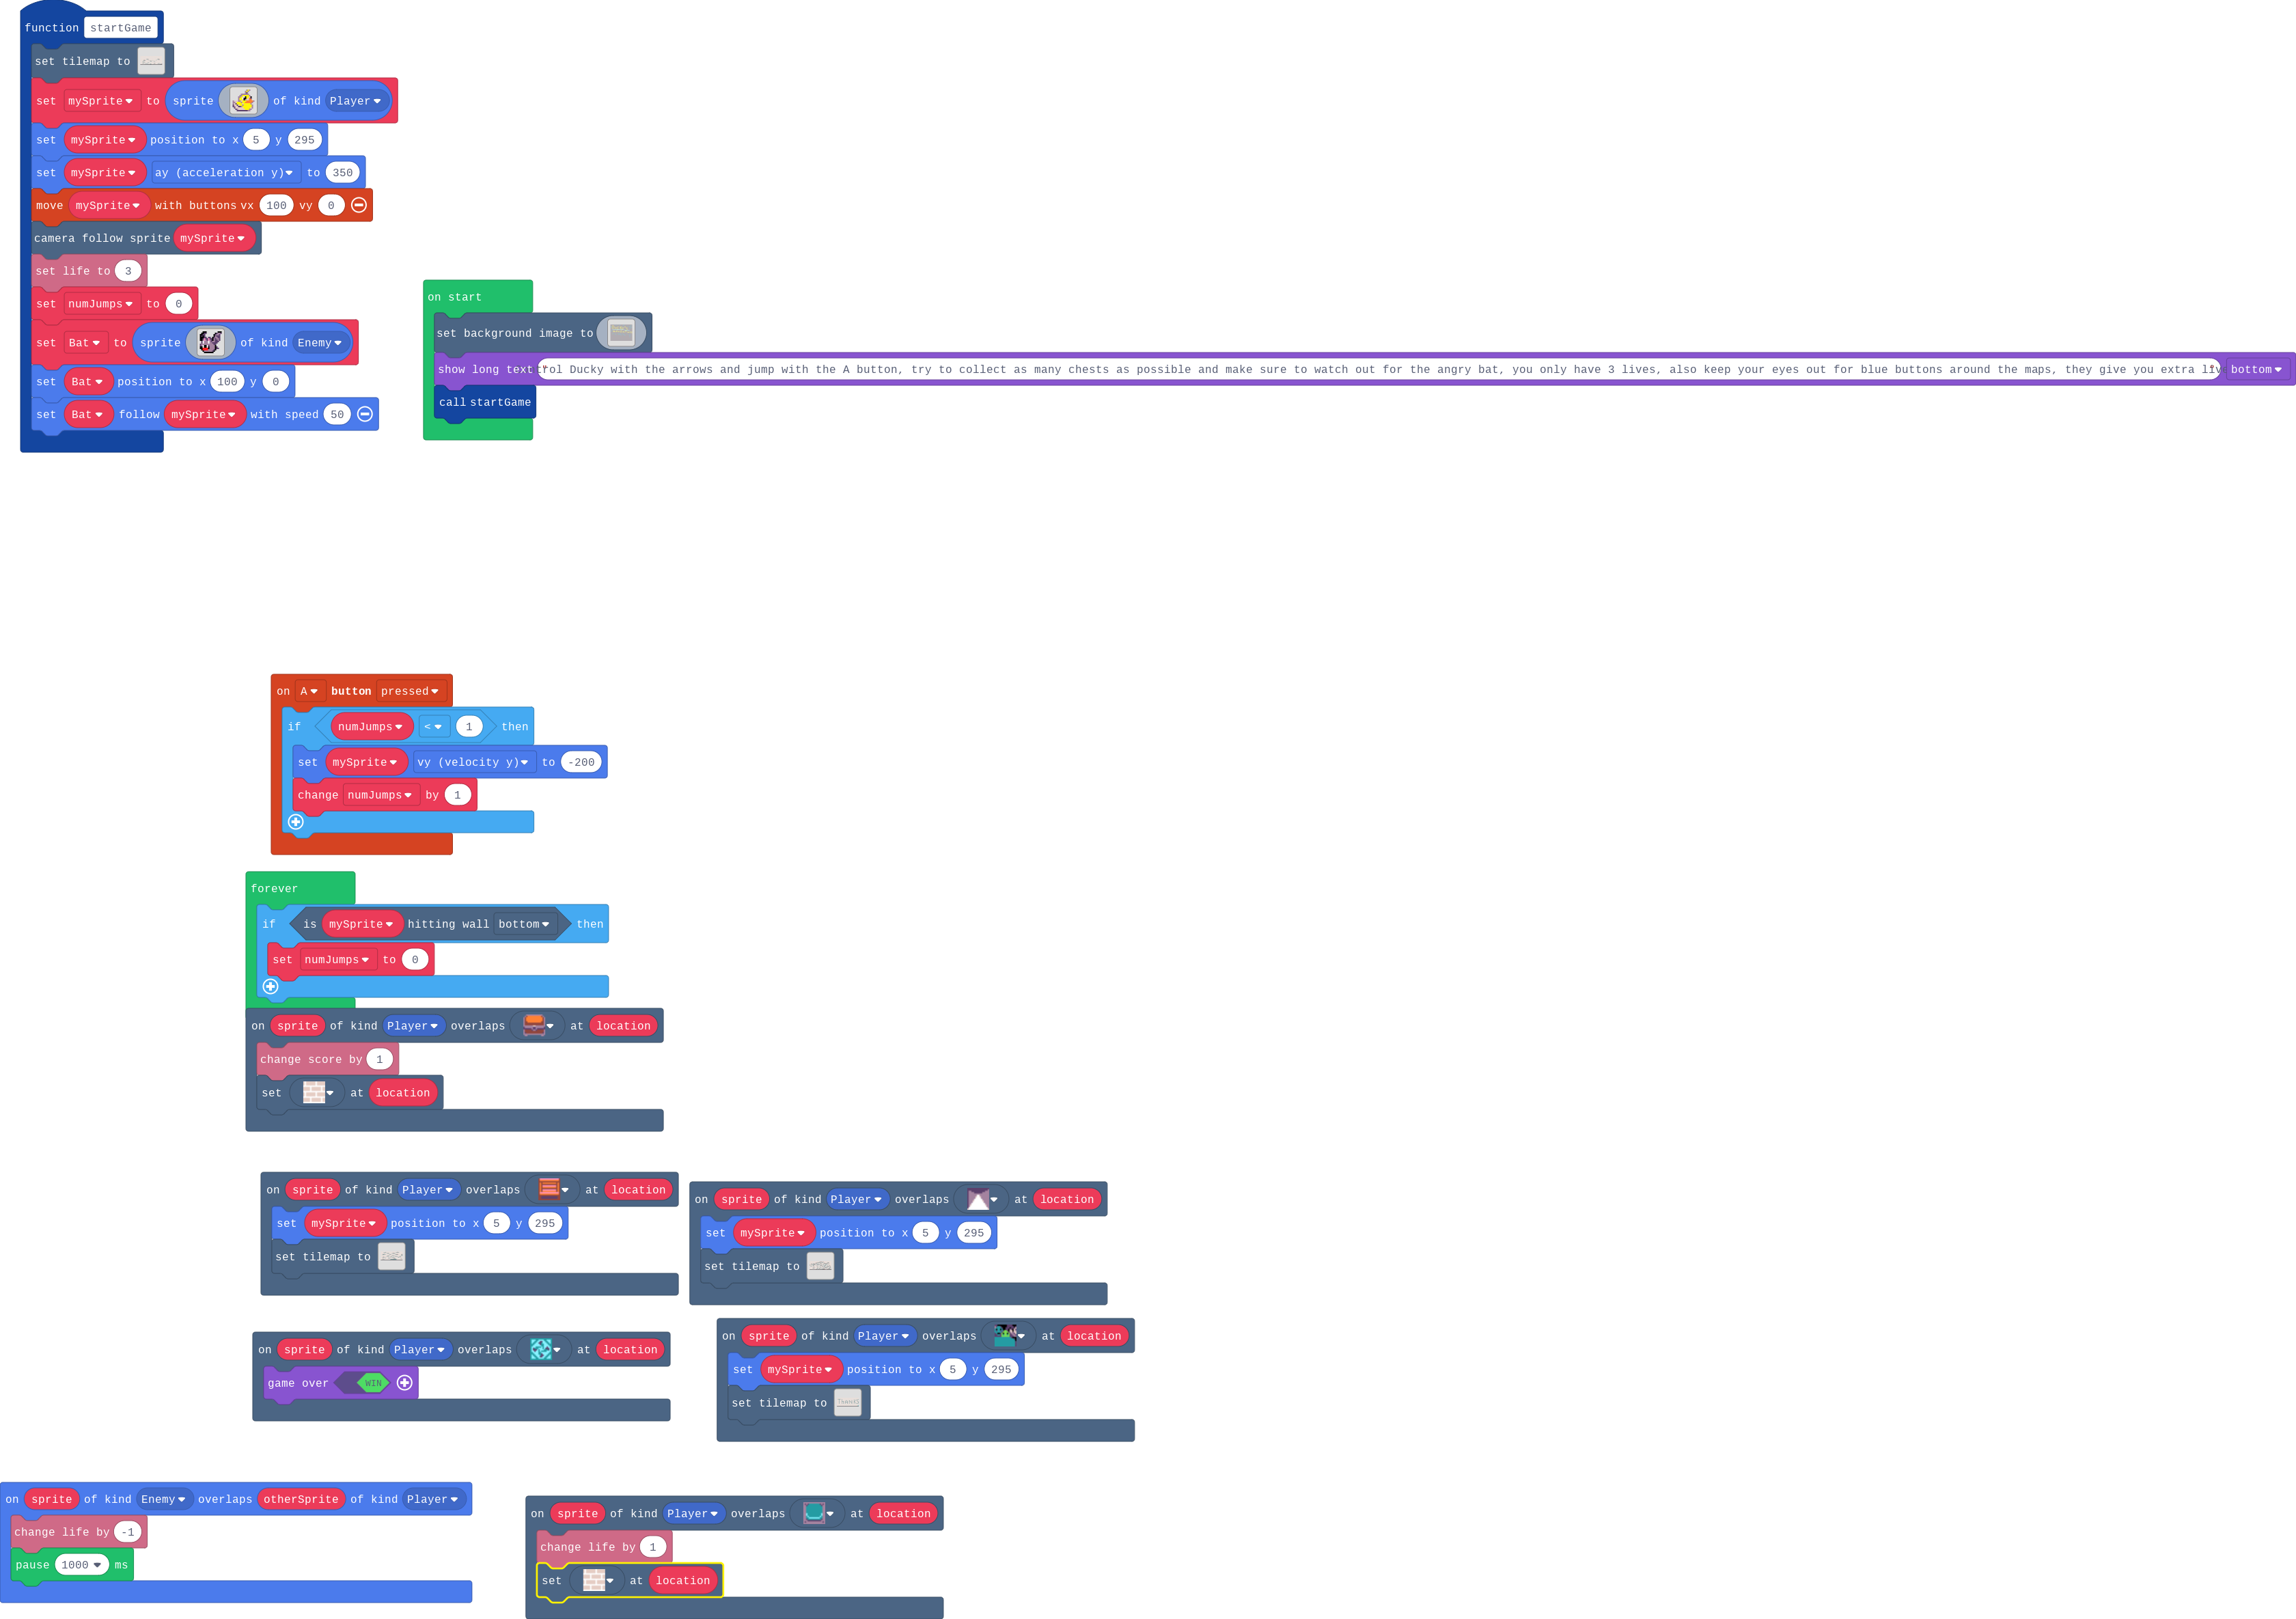 function startGame
set tilemap to
set mySprite to sprite of kind Player
set mySprite position to x 5 y 295
set mySprite ay (acceleration y) to 350
move mySprite with buttons vx 100 vy 0
camera follow sprite mySprite
set life to 3
set numJumps to 0
set Bat to sprite of kind Enemy
set Bat position to x 100 y 0
set Bat follow mySprite with speed 50
on start
set background image to
show long text "rol Ducky with the arrows and jump with the A button, try to collect as many chests as possible and make sure to watch out for the angry bat, you only have 3 lives, also keep your eyes out for blue buttons around the maps, they give you extra liv" bottom
call startGame
on A button pressed
if numJumps < 1 then
set mySprite vy (velocity y) to -200
change numJumps by 1
forever
if is mySprite hitting wall bottom then
set numJumps to 0
on sprite of kind Player overlaps at location
change score by 1
set at location
on sprite of kind Player overlaps at location
set mySprite position to x 5 y 295
set tilemap to
on sprite of kind Player overlaps at location
set mySprite position to x 5 y 295
set tilemap to
on sprite of kind Player overlaps at location
game over WIN
on sprite of kind Player overlaps at location
set mySprite position to x 5 y 295
set tilemap to
on sprite of kind Enemy overlaps otherSprite of kind Player
change life by -1
pause 1000 ms
on sprite of kind Player overlaps at location
change life by 1
set at location